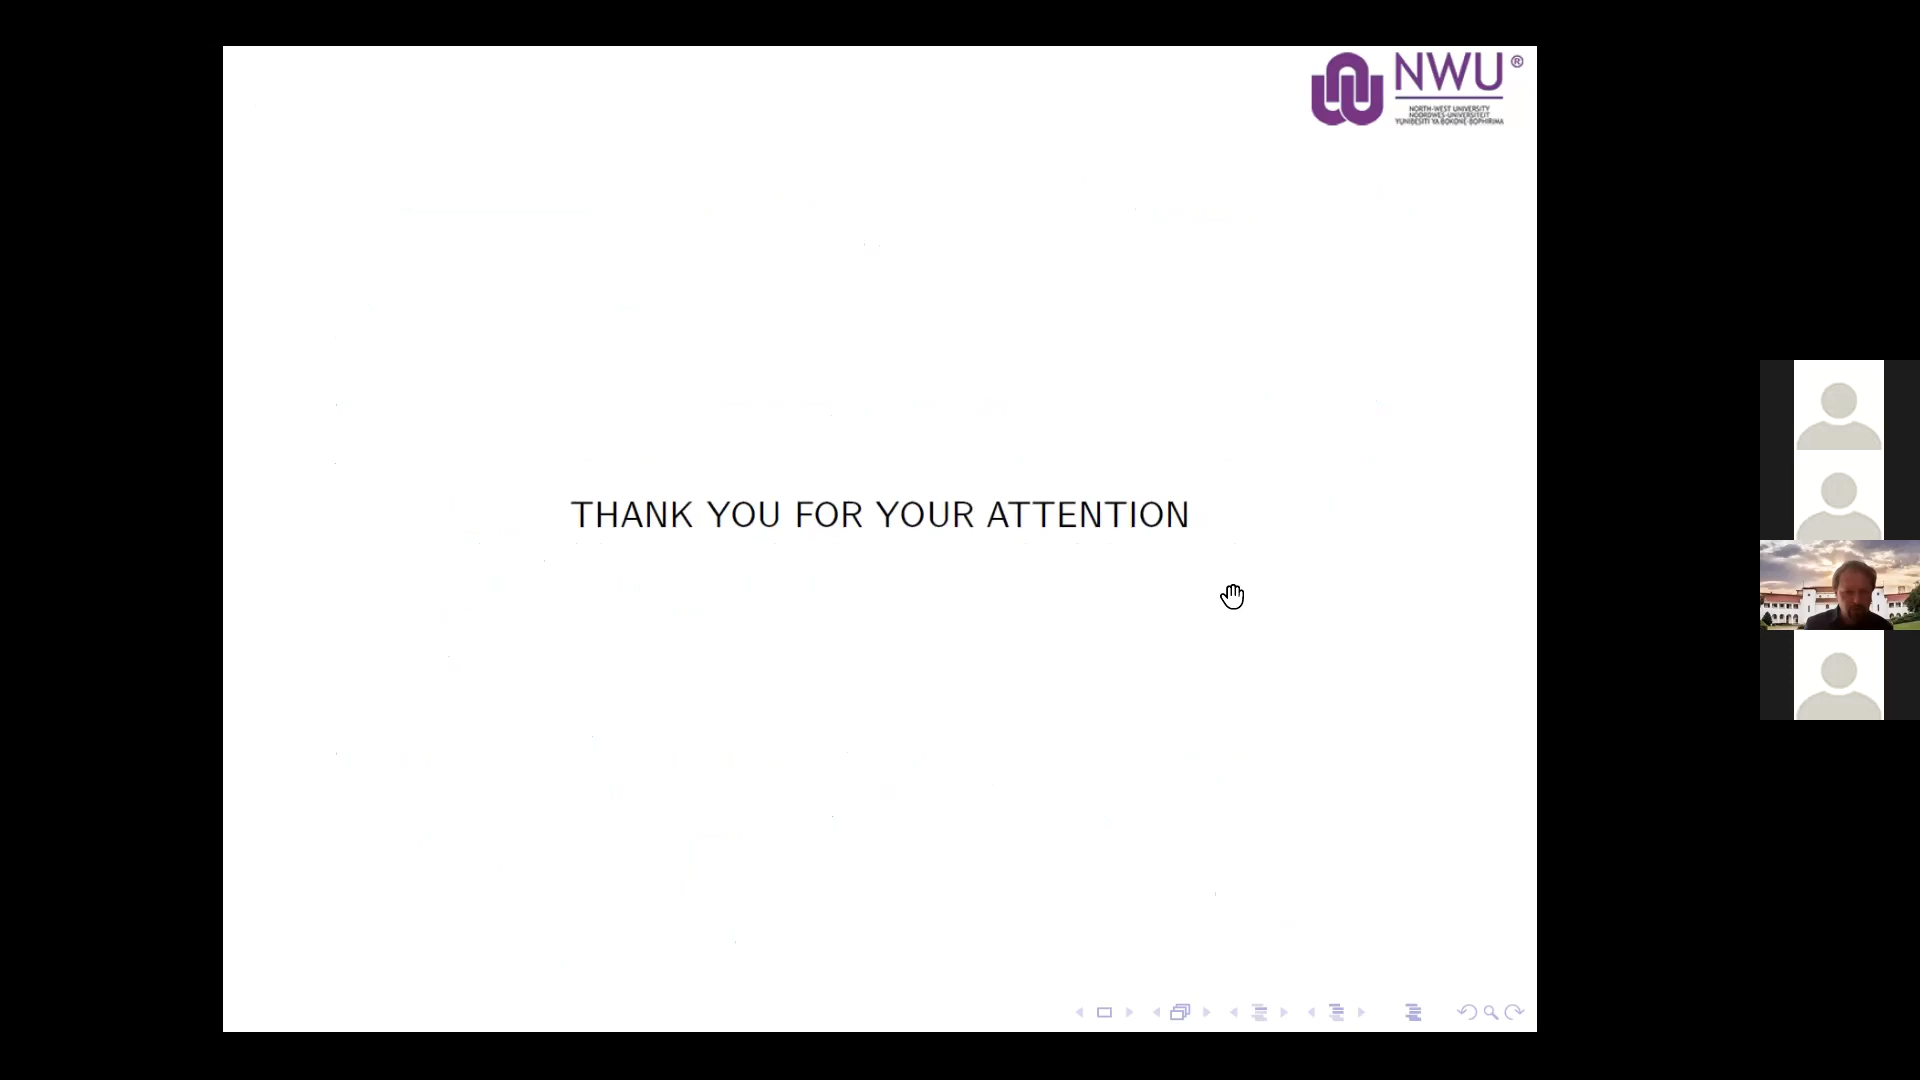 NWU®
NORTH-WEST UNIVERSITY
NOORDWES-UNIVERSITEIT
YUNIBESITI YA BOKONE-BOPHIRIMA
THANK YOU FOR YOUR ATTENTION